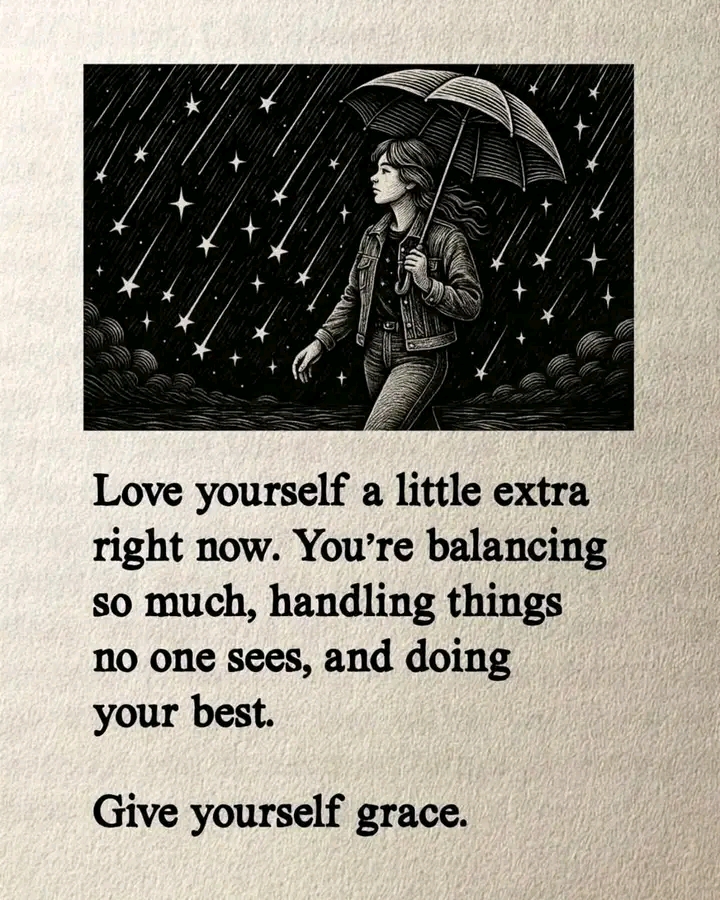 Love yourself a little extra
right now. You’re balancing
so much, handling things
no one sees, and doing
your best.
Give yourself grace.